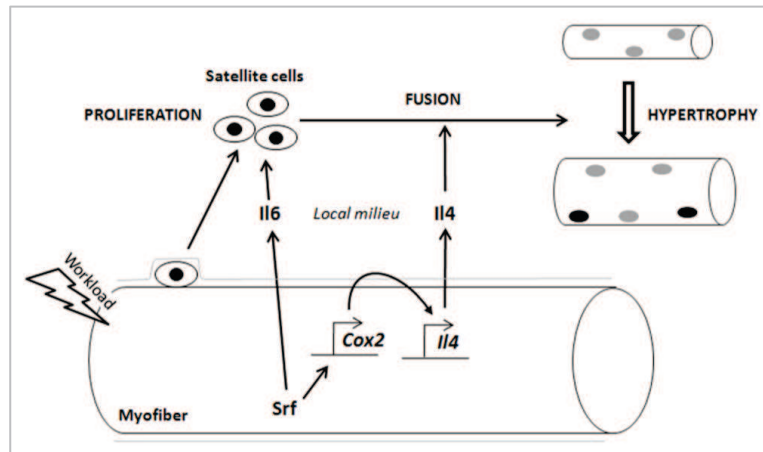 Satellite cells
PROLIFERATION
FUSION
HYPERTROPHY
Il6
Local milieu
Il4
Workload
Cox2
Il4
Srf
Myofiber